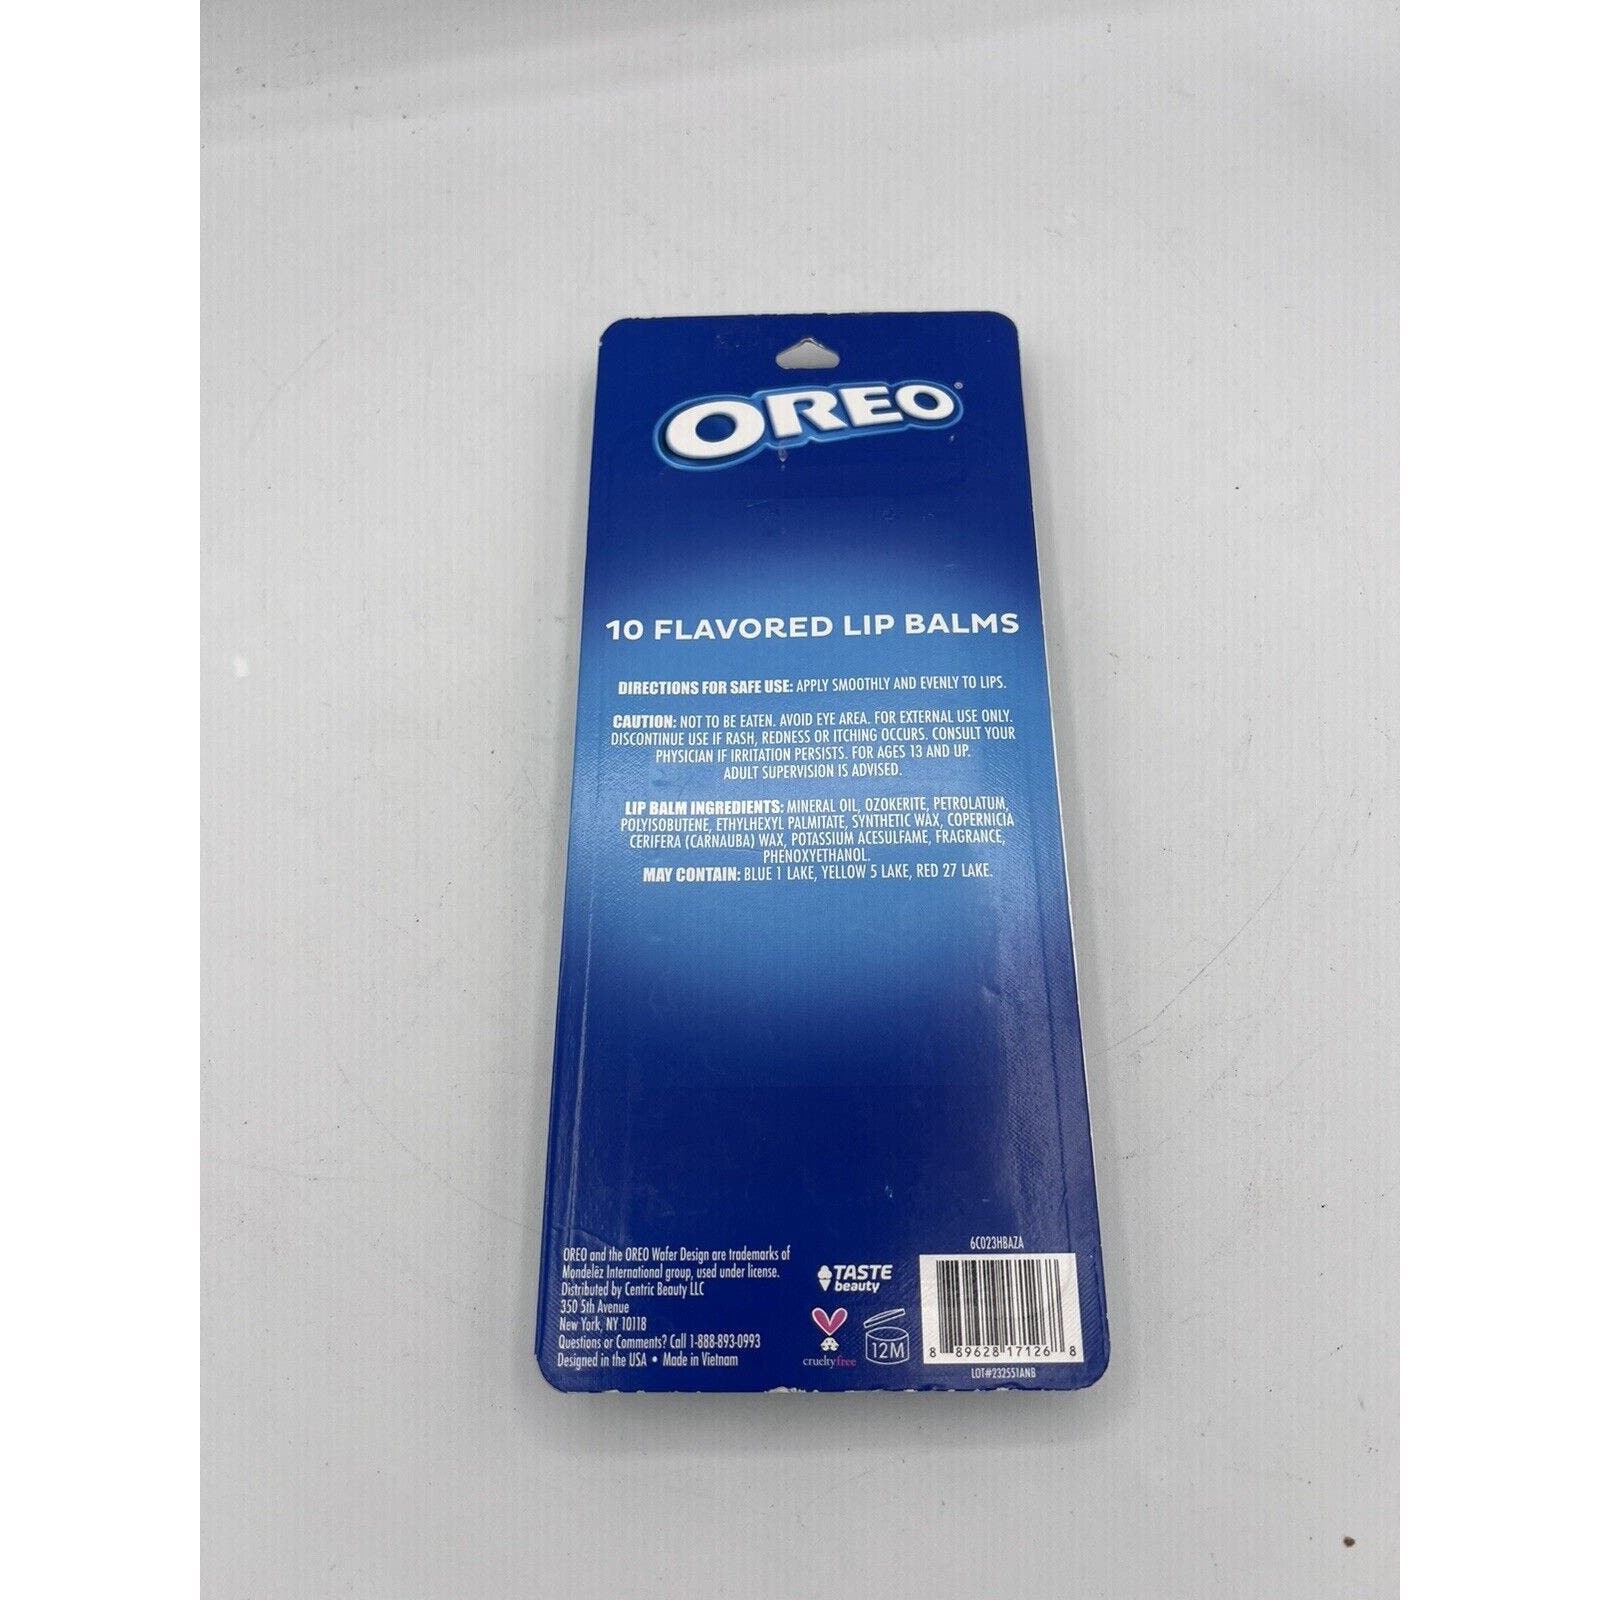 OREO®
10 FLAVORED LIP BALMS
DIRECTIONS FOR SAFE USE: APPLY SMOOTHLY AND EVENLY TO LIPS.
CAUTION: NOT TO BE EATEN. AVOID EYE AREA. FOR EXTERNAL USE ONLY.
DISCONTINUE USE IF RASH, REDNESS OR ITCHING OCCURS. CONSULT YOUR
PHYSICIAN IF IRRITATION PERSISTS. FOR AGES 13 AND UP.
ADULT SUPERVISION IS ADVISED.
LIP BALM INGREDIENTS: MINERAL OIL, OZOKERITE, PETROLATUM,
POLYISOBUTENE, ETHYLHEXYL PALMITATE, SYNTHETIC WAX, COPERNICIA
CERIFERA (CARNAUBA) WAX, POTASSIUM ACESULFAME, FRAGRANCE,
PHENOXYETHANOL.
MAY CONTAIN: BLUE 1 LAKE, YELLOW 5 LAKE, RED 27 LAKE.
OREO and the OREO Wafer Design are trademarks of
Mondelēz International group, used under license.
Distributed by Centric Beauty LLC
350 5th Avenue
New York, NY 10118
Questions or Comments? Call 1-888-893-0993
Designed in the USA • Made in Vietnam
TASTE
beauty
crueltyfree
12M
6C023HBAZA
8 89628 17126 8
LOT#232551ANB